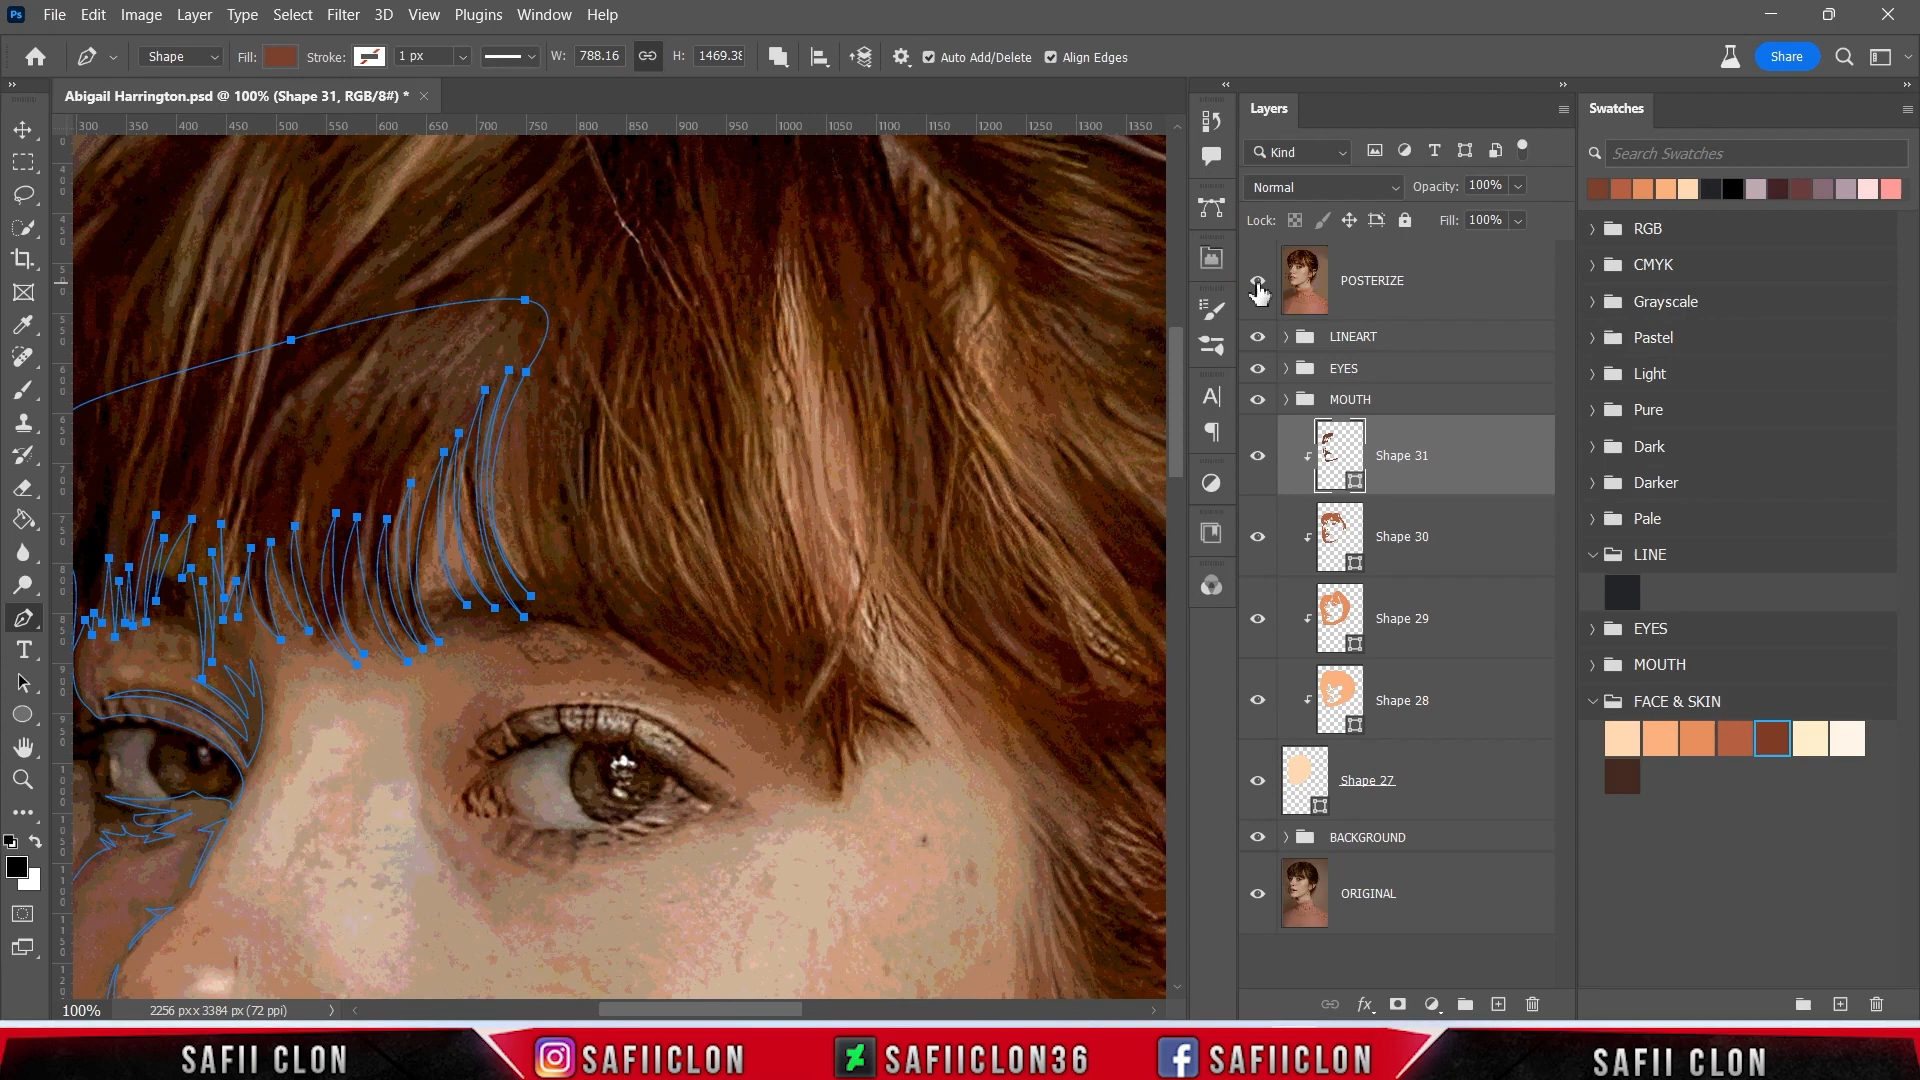 Ps File Edit Image Layer Type Select Filter 3D View Plugins Window Help
Shape Fill: Stroke: 1 px W: 788.16 H: 1469.38 Auto Add/Delete Align Edges Share
Abigail Harrington.psd @ 100% (Shape 31, RGB/8#) *
300 350 400 450 500 550 600 650 700 750 800 850 900 950 1000 1050 1100 1150 1200 1250 1300 1350
Layers
Kind
Normal Opacity: 100%
Lock: Fill: 100%
POSTERIZE
LINEART
EYES
MOUTH
Shape 31
Shape 30
Shape 29
Shape 28
Shape 27
BACKGROUND
ORIGINAL
Swatches
Search Swatches
RGB
CMYK
Grayscale
Pastel
Light
Pure
Dark
Darker
Pale
LINE
EYES
MOUTH
FACE & SKIN
100% 2256 px x 3384 px (72 ppi)
SAFII CLON SAFIICLON SAFIICLON36 SAFIICLON SAFII CLON